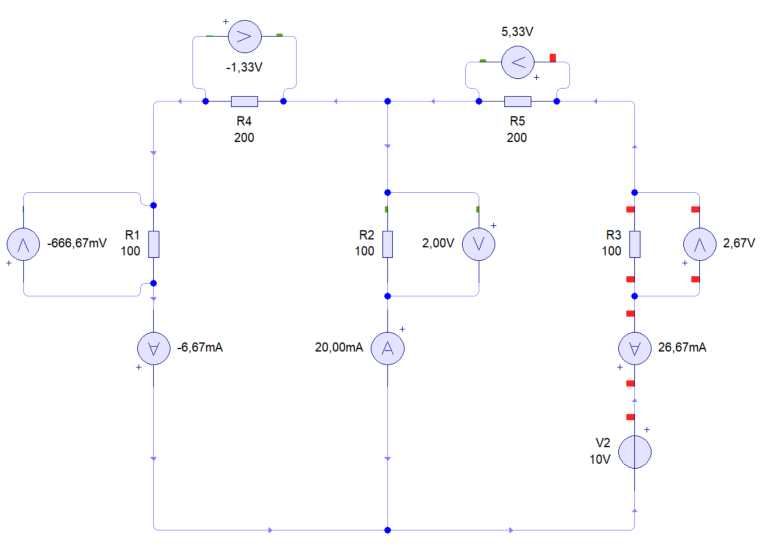 5,33V
-1,33V
R4
200
R5
200
-666,67mV
R1
100
R2
100
2,00V
R3
100
2,67V
-6,67mA
20,00mA
26,67mA
V2
10V